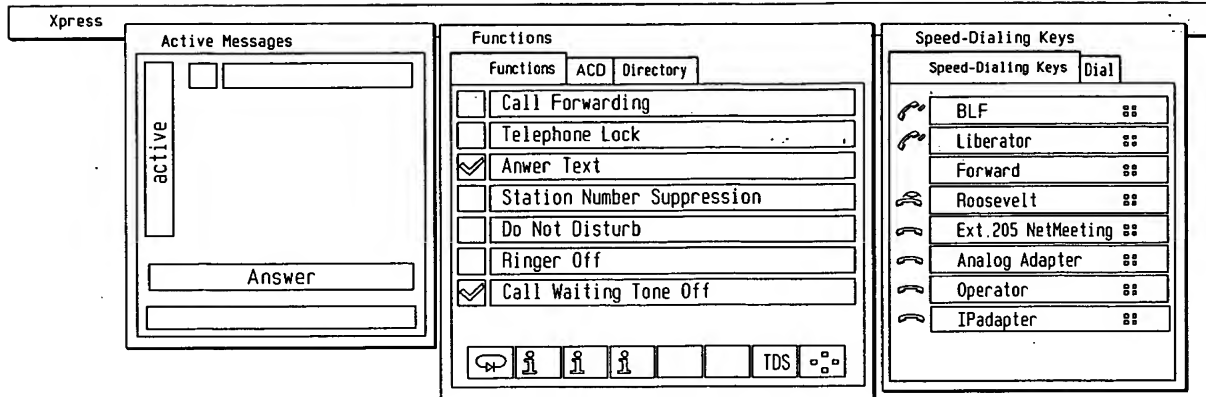 Xpress
Active Messages
active
Answer
Functions
Functions ACD Directory
Call Forwarding
Telephone Lock
Anwer Text
Station Number Suppression
Do Not Disturb
Ringer Off
Call Waiting Tone Off
i i i TDS
Speed-Dialing Keys
Speed-Dialing Keys Dial
BLF
Liberator
Forward
Roosevelt
Ext.205 NetMeeting
Analog Adapter
Operator
IPadapter